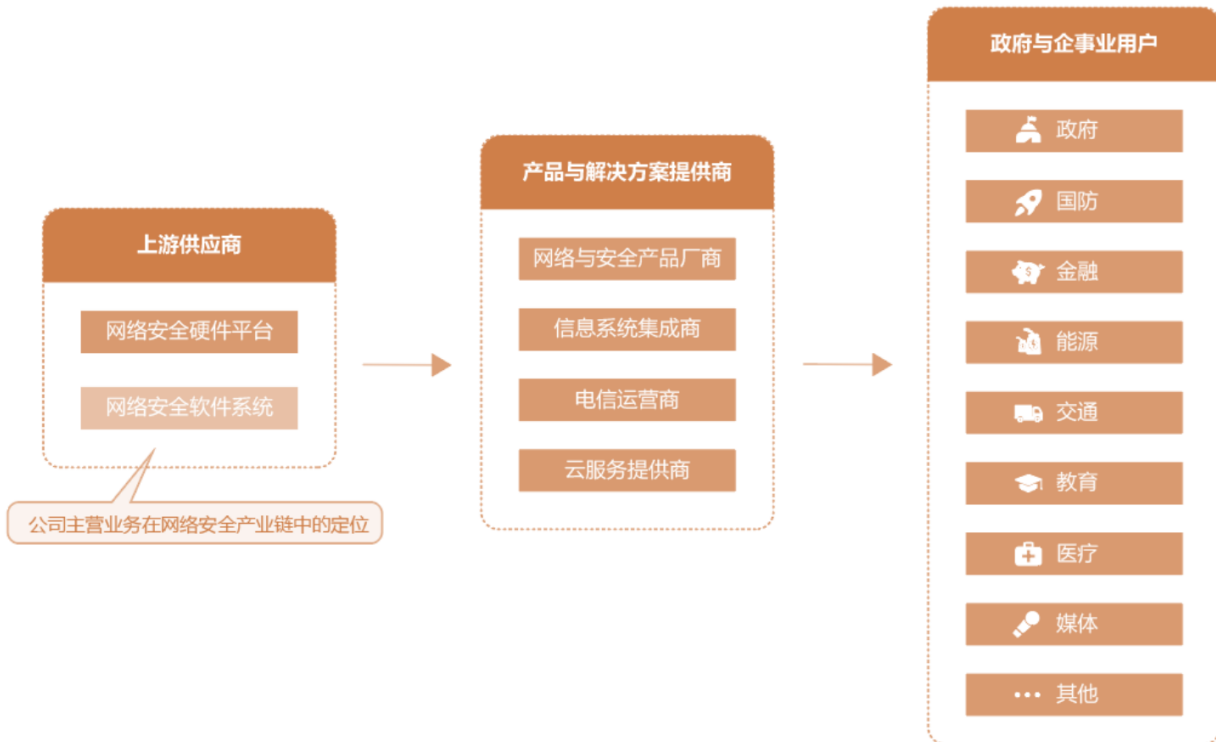 上游供应商
网络安全硬件平台
网络安全软件系统
公司主营业务在网络安全产业链中的定位
产品与解决方案提供商
网络与安全产品厂商
信息系统集成商
电信运营商
云服务提供商
政府与企事业用户
政府
国防
金融
能源
交通
教育
医疗
媒体
其他